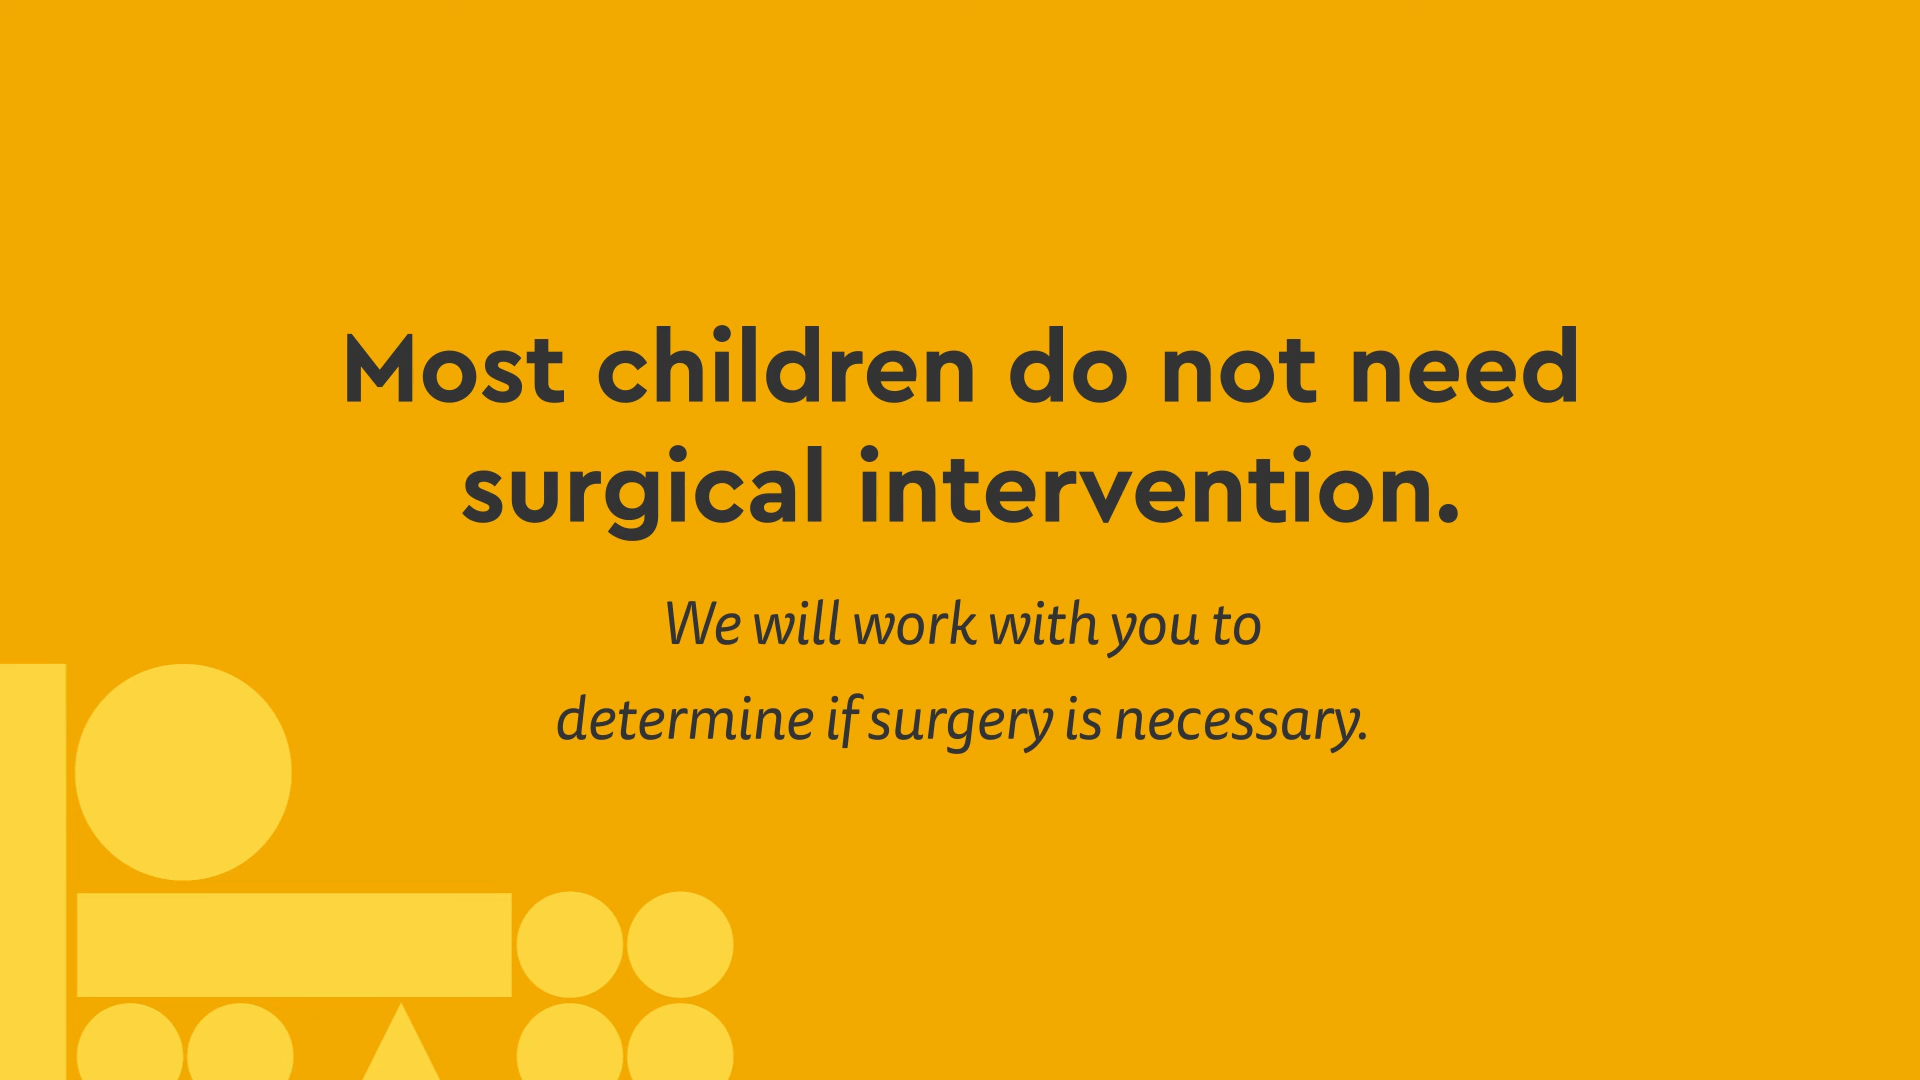 Most children do not need
surgical intervention.
We will work with you to
determine if surgery is necessary.